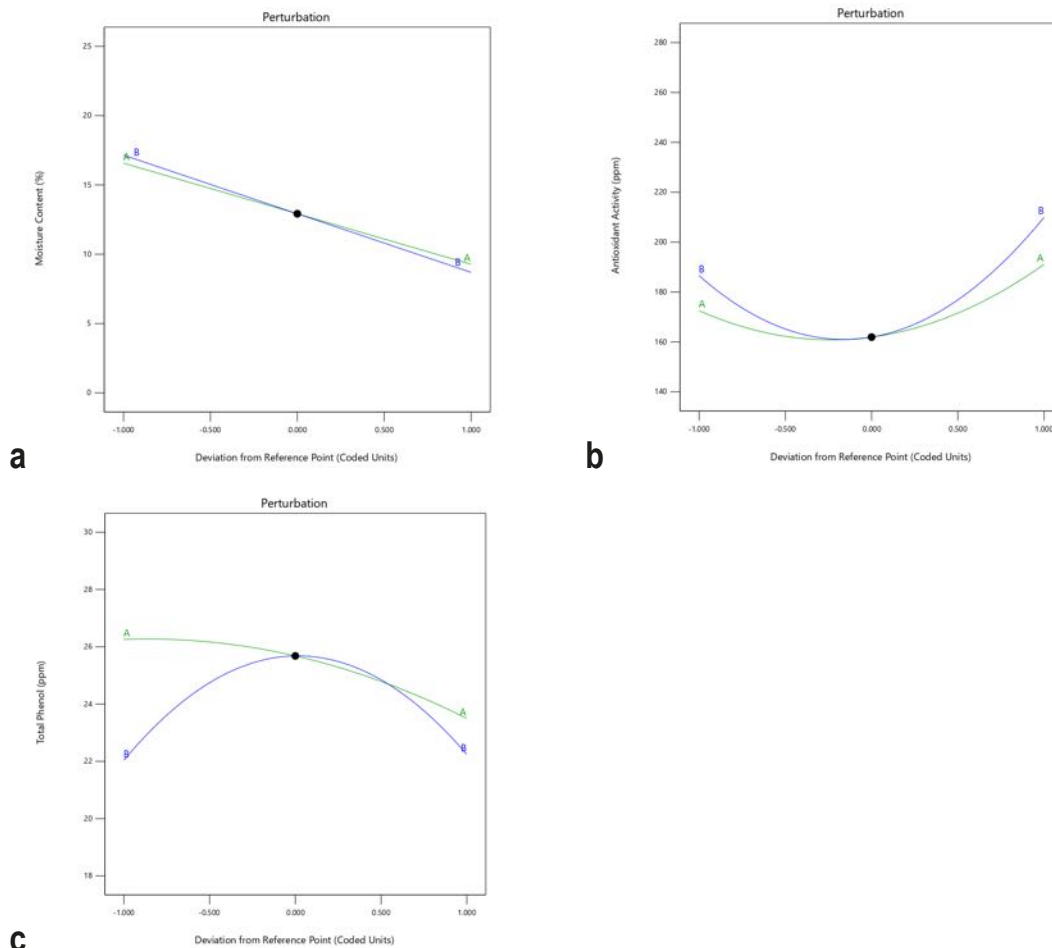 Perturbation
25
20
15
10
5
0
Moisture Content (%)
A
B
B
A
-1.000
-0.500
0.000
0.500
1.000
Deviation from Reference Point (Coded Units)
a
Perturbation
280
260
240
220
200
180
160
140
Antioxidant Activity (ppm)
B
A
B
A
-1.000
-0.500
0.000
0.500
1.000
Deviation from Reference Point (Coded Units)
b
Perturbation
30
28
26
24
22
20
18
Total Phenol (ppm)
A
B
A
B
-1.000
-0.500
0.000
0.500
1.000
Deviation from Reference Point (Coded Units)
c